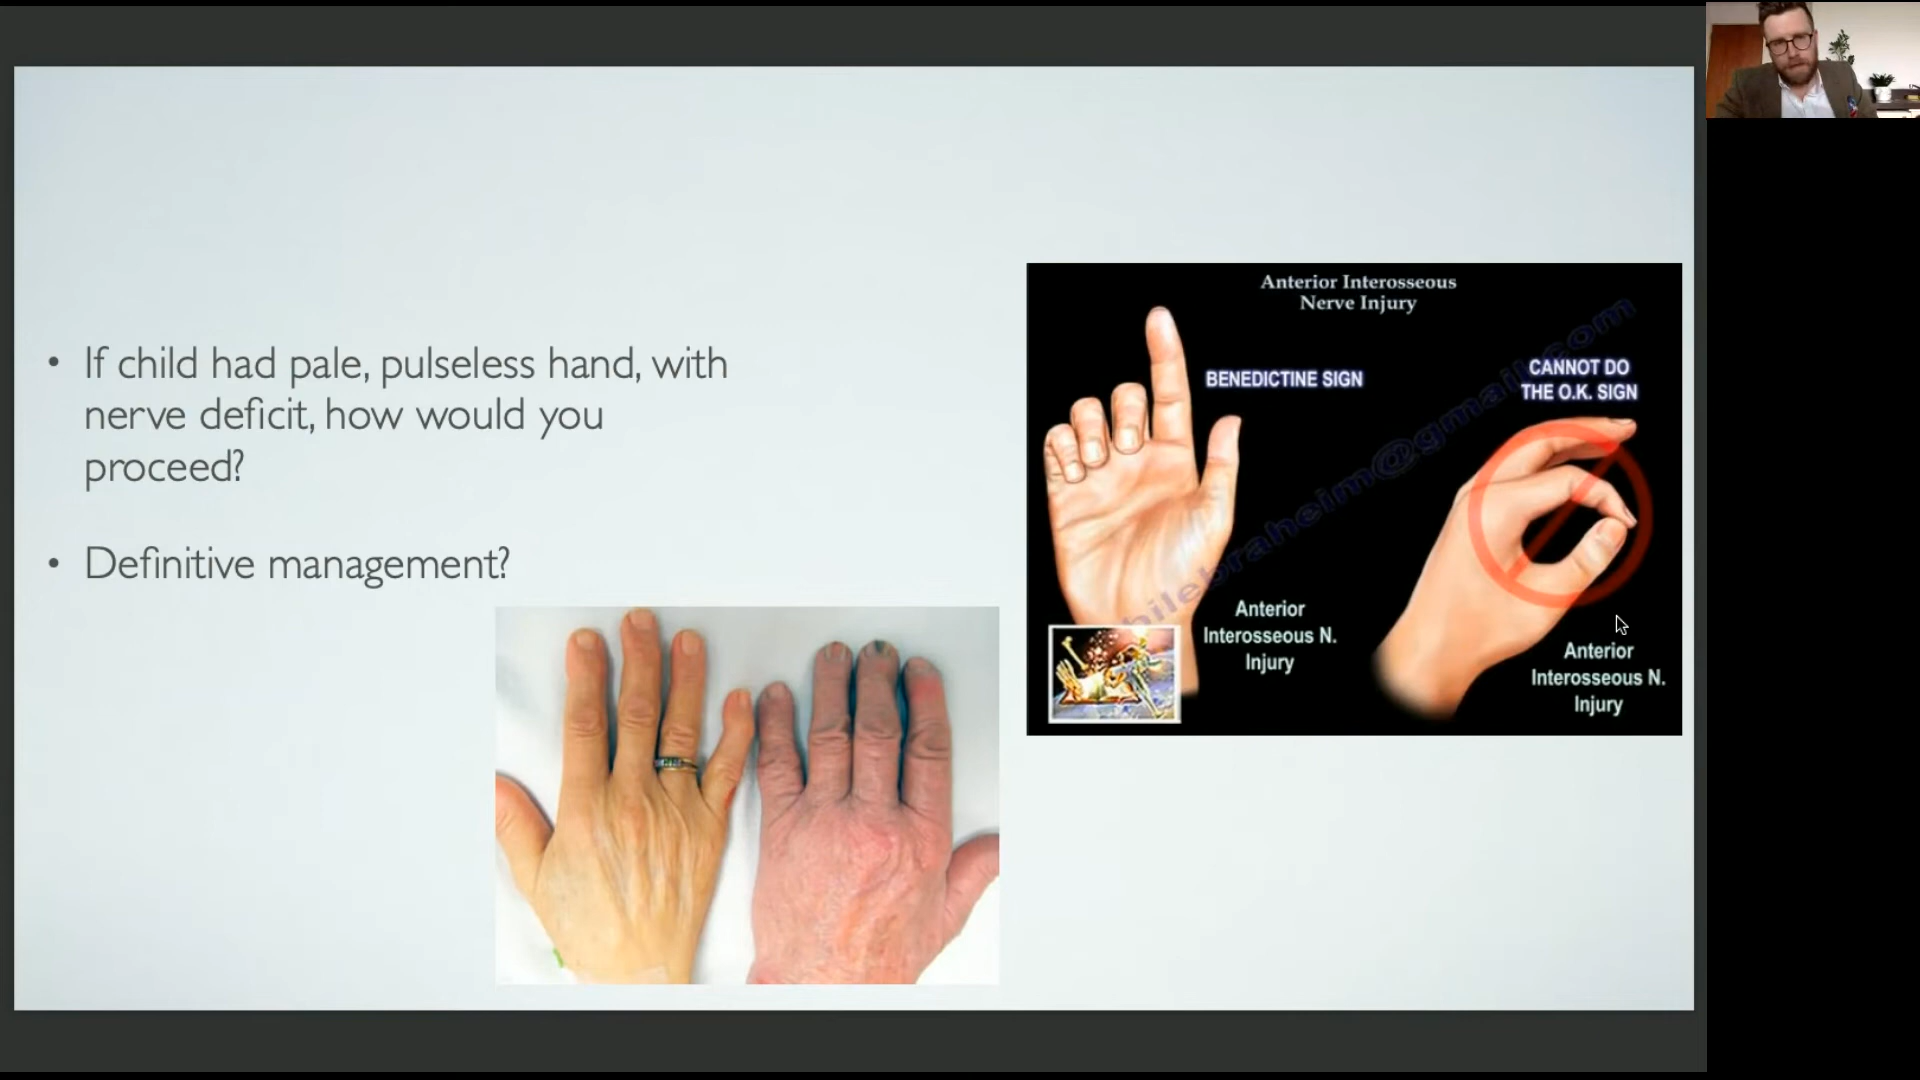 • If child had pale, pulseless hand, with
nerve deficit, how would you
proceed?
• Definitive management?
Anterior Interosseous
Nerve Injury
BENEDICTINE SIGN
CANNOT DO
THE O.K. SIGN
Anterior
Interosseous N.
Injury
Anterior
Interosseous N.
Injury